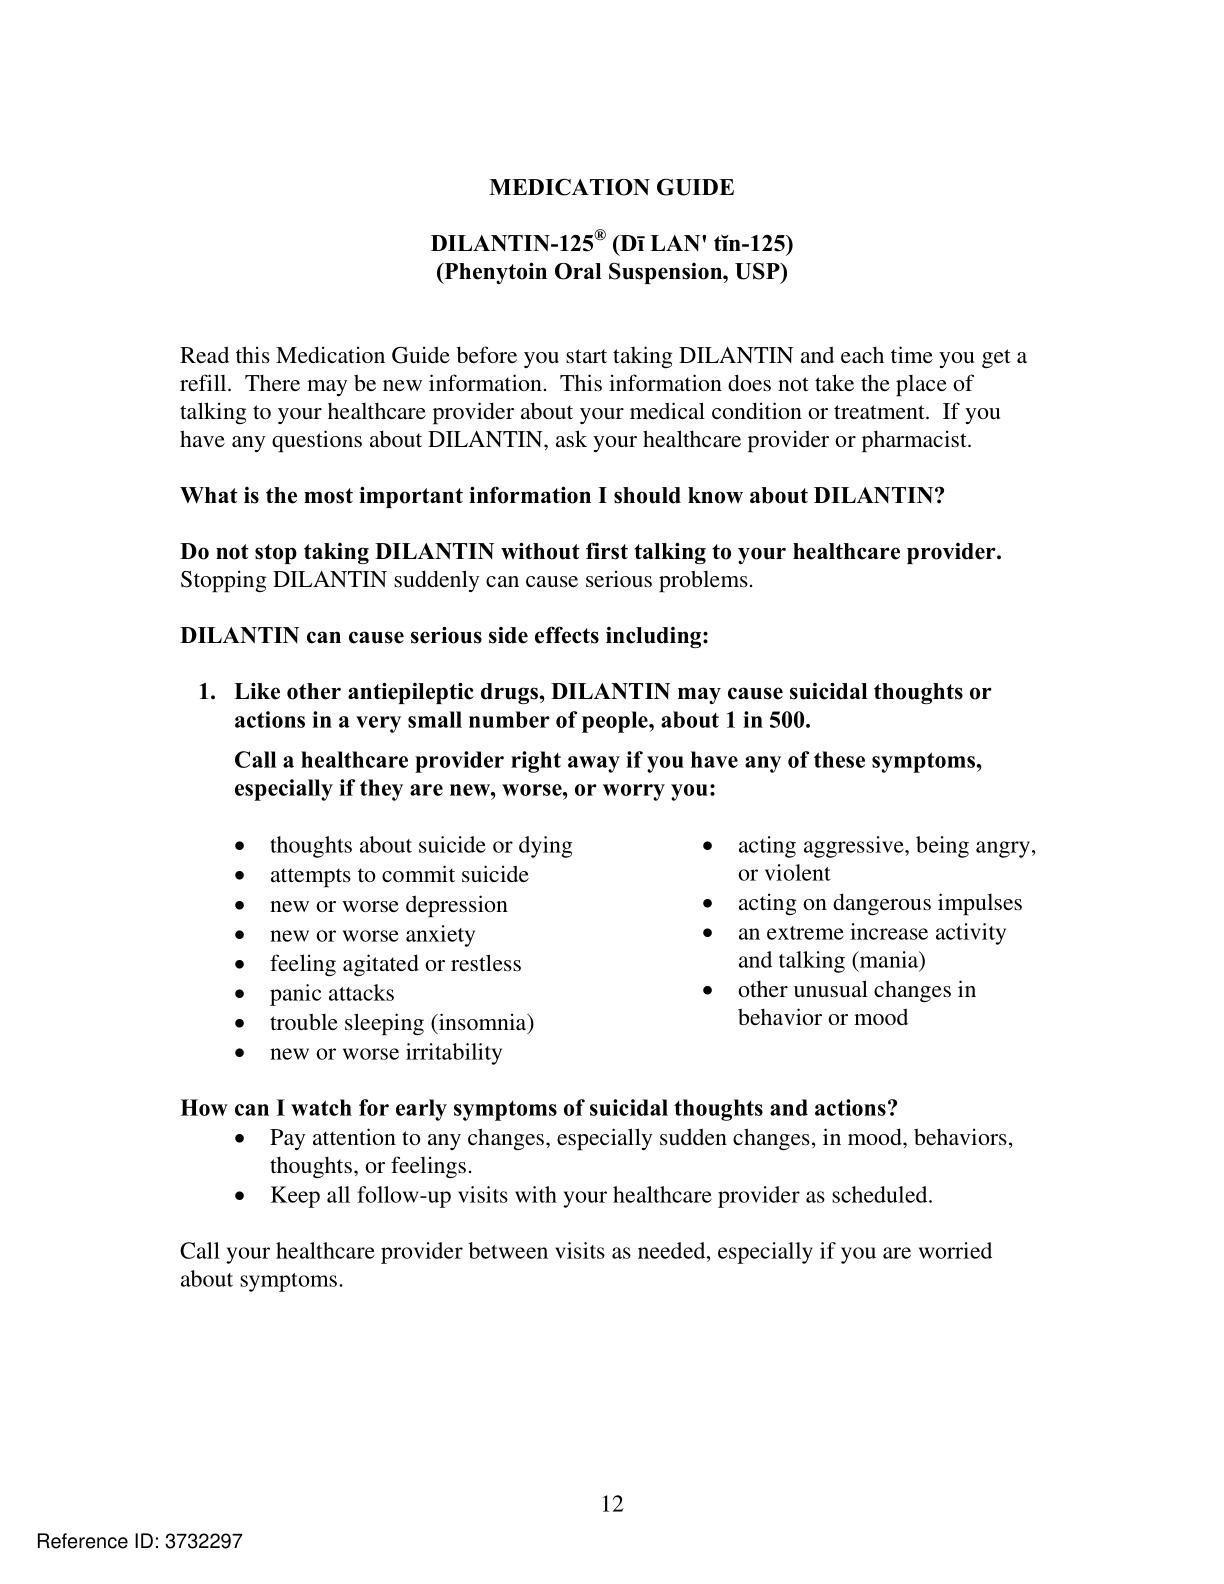 MEDICATION GUIDE
DILANTIN-125® (Dī LAN' tĭn-125)
(Phenytoin Oral Suspension, USP)
Read this Medication Guide before you start taking DILANTIN and each time you get a
refill.  There may be new information.  This information does not take the place of
talking to your healthcare provider about your medical condition or treatment.  If you
have any questions about DILANTIN, ask your healthcare provider or pharmacist.
What is the most important information I should know about DILANTIN?
Do not stop taking DILANTIN without first talking to your healthcare provider.
Stopping DILANTIN suddenly can cause serious problems.
DILANTIN can cause serious side effects including:
1. Like other antiepileptic drugs, DILANTIN may cause suicidal thoughts or
actions in a very small number of people, about 1 in 500.
Call a healthcare provider right away if you have any of these symptoms,
especially if they are new, worse, or worry you:
• thoughts about suicide or dying
• attempts to commit suicide
• new or worse depression
• new or worse anxiety
• feeling agitated or restless
• panic attacks
• trouble sleeping (insomnia)
• new or worse irritability
• acting aggressive, being angry,
or violent
• acting on dangerous impulses
• an extreme increase activity
and talking (mania)
• other unusual changes in
behavior or mood
How can I watch for early symptoms of suicidal thoughts and actions?
• Pay attention to any changes, especially sudden changes, in mood, behaviors,
thoughts, or feelings.
• Keep all follow-up visits with your healthcare provider as scheduled.
Call your healthcare provider between visits as needed, especially if you are worried
about symptoms.
12
Reference ID: 3732297